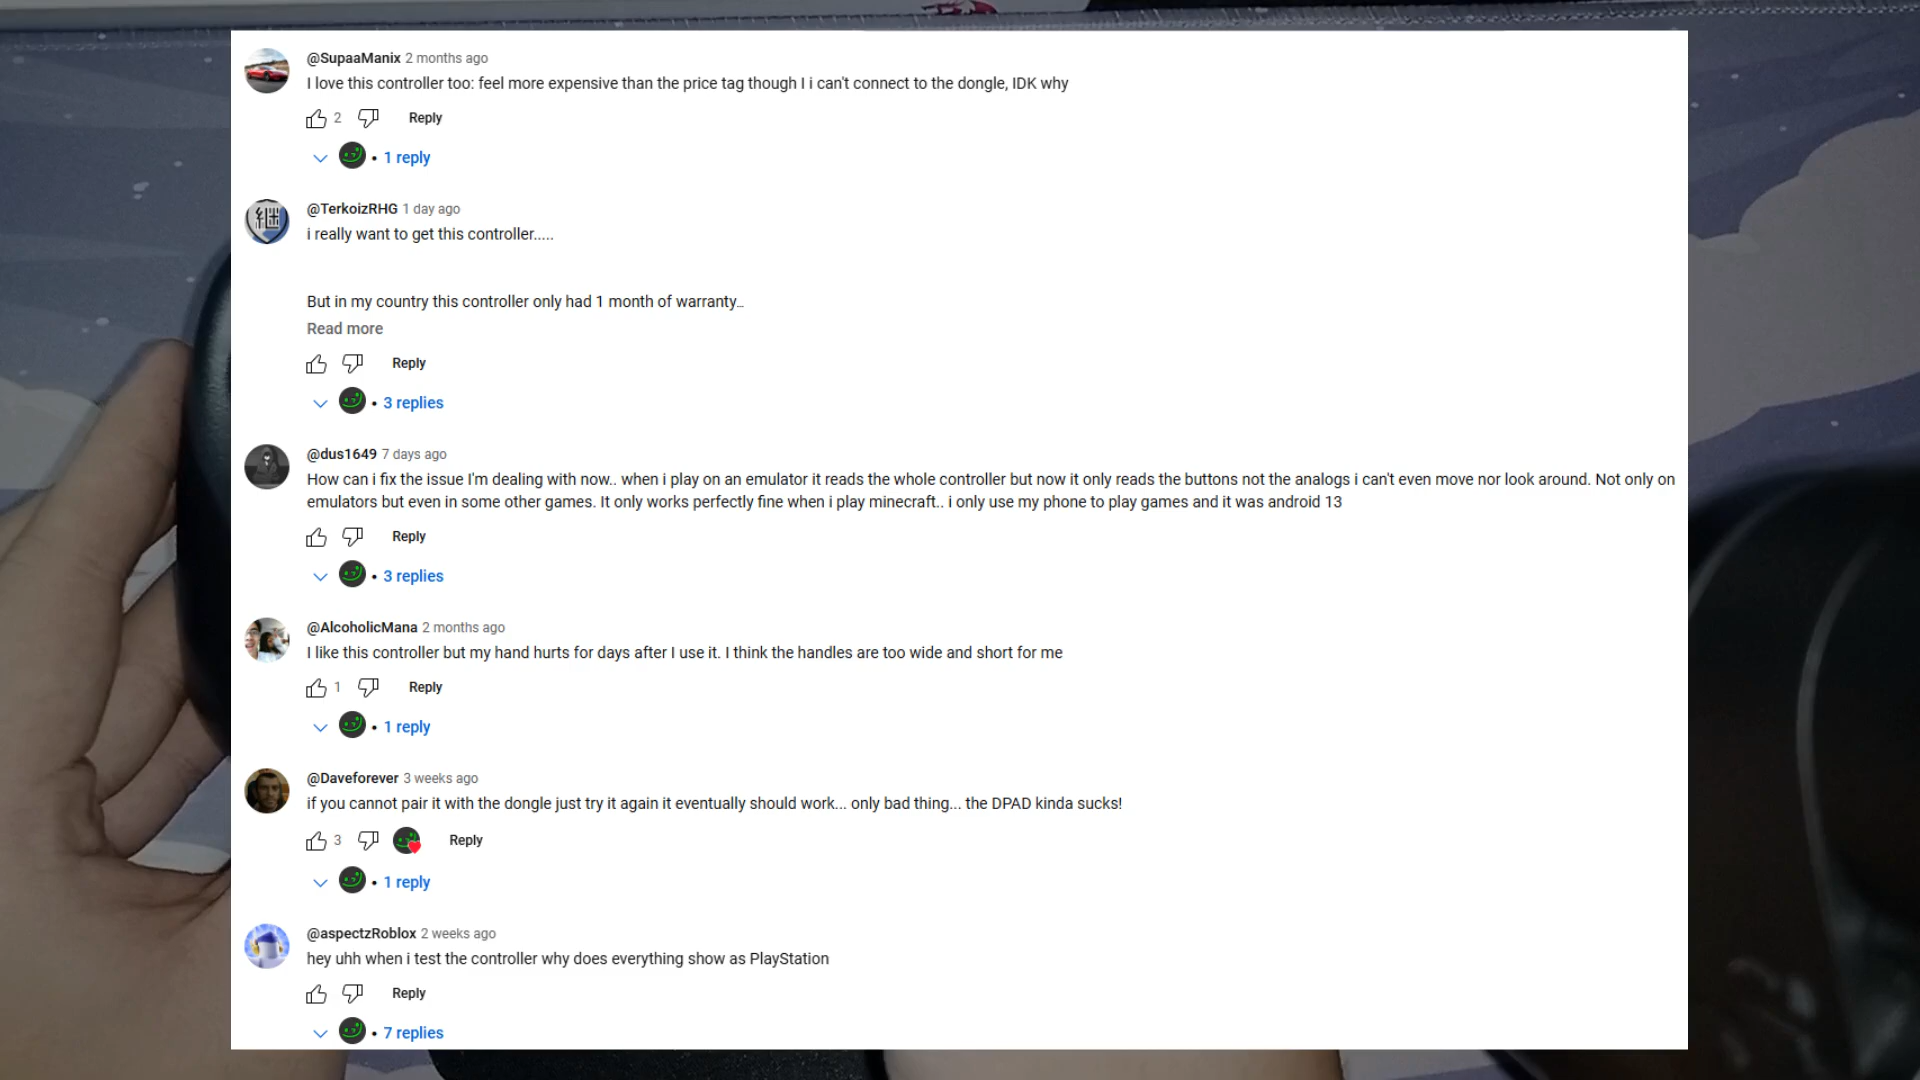 @SupaaManix 2 months ago
I love this controller too: feel more expensive than the price tag though I i can't connect to the dongle, IDK why
2 Reply
• 1 reply
継
@TerkoizRHG 1 day ago
i really want to get this controller.....
But in my country this controller only had 1 month of warranty…
Read more
Reply
• 3 replies
@dus1649 7 days ago
How can i fix the issue I'm dealing with now.. when i play on an emulator it reads the whole controller but now it only reads the buttons not the analogs i can't even move nor look around. Not only on
emulators but even in some other games. It only works perfectly fine when i play minecraft.. i only use my phone to play games and it was android 13
Reply
• 3 replies
@AlcoholicMana 2 months ago
I like this controller but my hand hurts for days after I use it. I think the handles are too wide and short for me
1 Reply
• 1 reply
@Daveforever 3 weeks ago
if you cannot pair it with the dongle just try it again it eventually should work... only bad thing... the DPAD kinda sucks!
3 Reply
• 1 reply
@aspectzRoblox 2 weeks ago
hey uhh when i test the controller why does everything show as PlayStation
Reply
• 7 replies